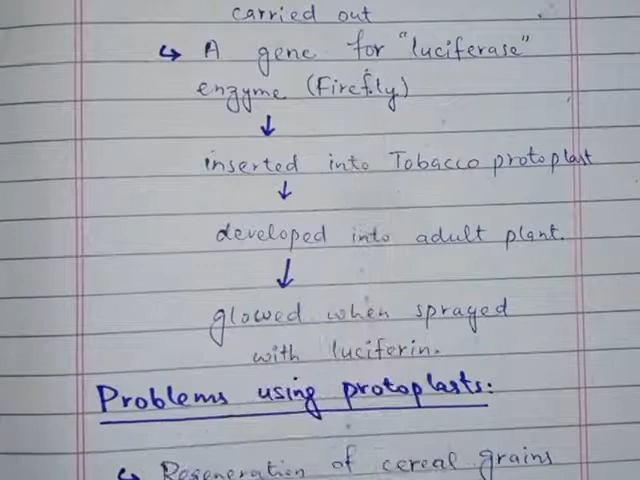 carried out
↳ A gene for "luciferase"
enzyme (Firefly)
↓
inserted into Tobacco protoplast
↓
developed into adult plant.
↓
glowed when sprayed
with luciferin.
Problems using protoplasts:
↳ Regeneration of cereal grains